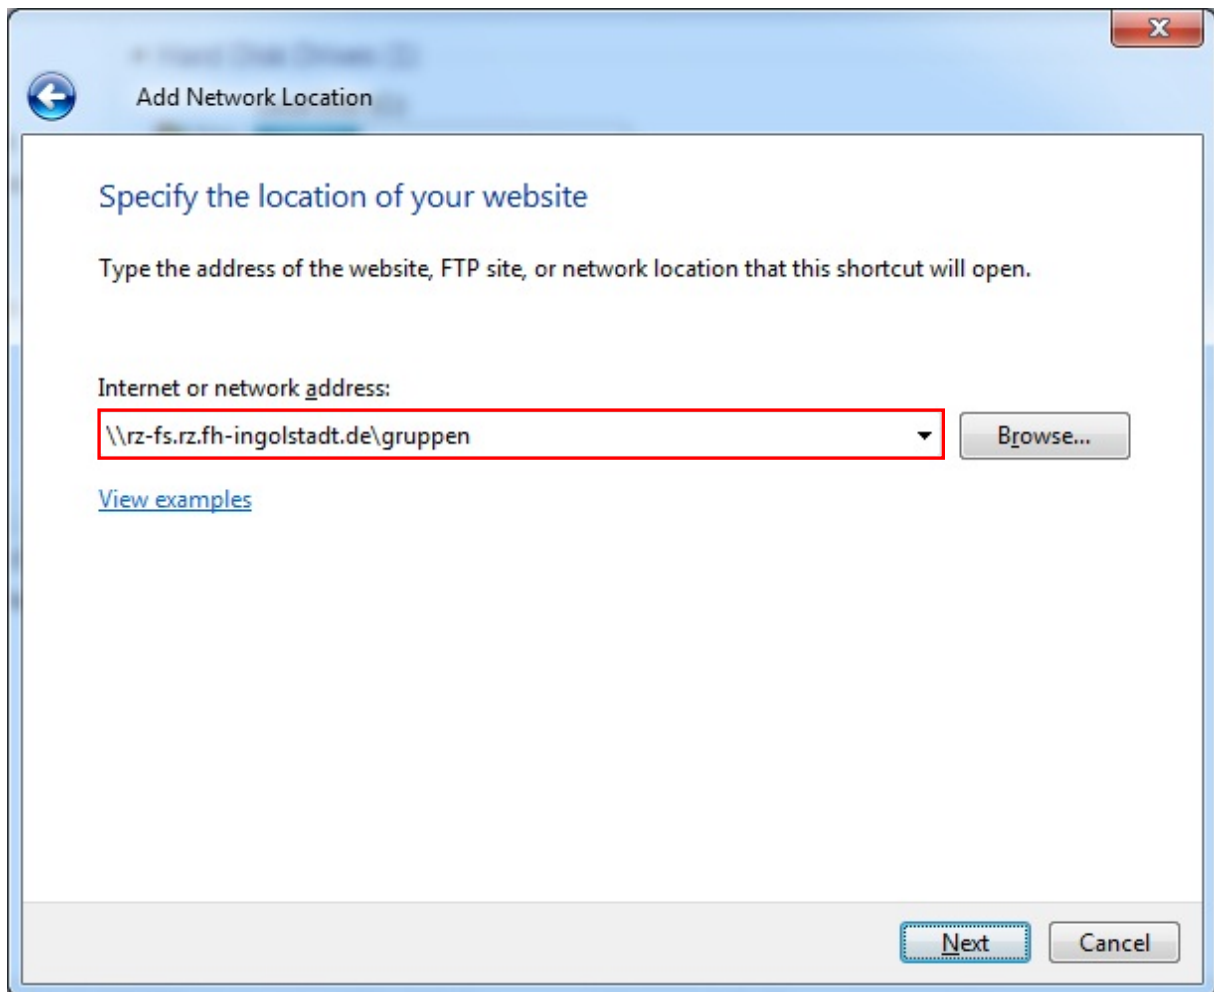 Add Network Location
Specify the location of your website
Type the address of the website, FTP site, or network location that this shortcut will open.
Internet or network address:
\\rz-fs.rz.fh-ingolstadt.de\gruppen
Browse...
View examples
Next
Cancel